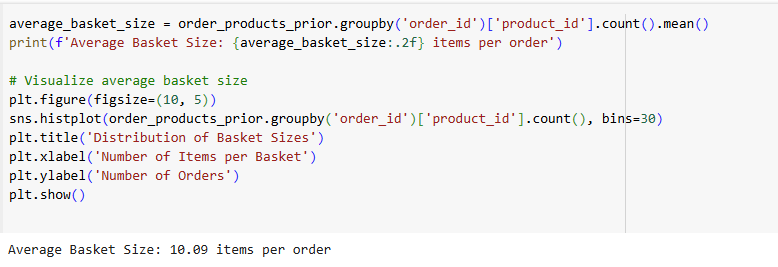 average_basket_size = order_products_prior.groupby('order_id')['product_id'].count().mean()
print(f'Average Basket Size: {average_basket_size:.2f} items per order')
# Visualize average basket size
plt.figure(figsize=(10, 5))
sns.histplot(order_products_prior.groupby('order_id')['product_id'].count(), bins=30)
plt.title('Distribution of Basket Sizes')
plt.xlabel('Number of Items per Basket')
plt.ylabel('Number of Orders')
plt.show()
Average Basket Size: 10.09 items per order